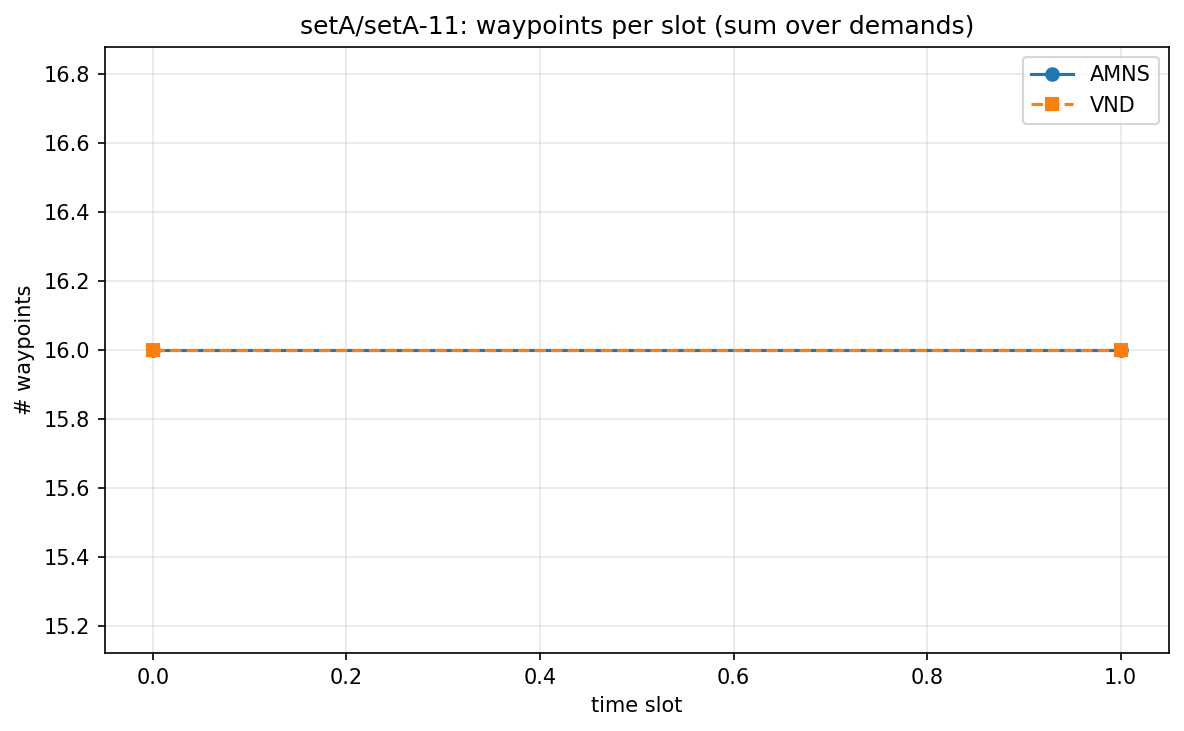 setA/setA-11: waypoints per slot (sum over demands)
AMNS
VND
16.8
16.6
16.4
16.2
16.0
15.8
15.6
15.4
15.2
# waypoints
0.0 0.2 0.4 0.6 0.8 1.0
time slot